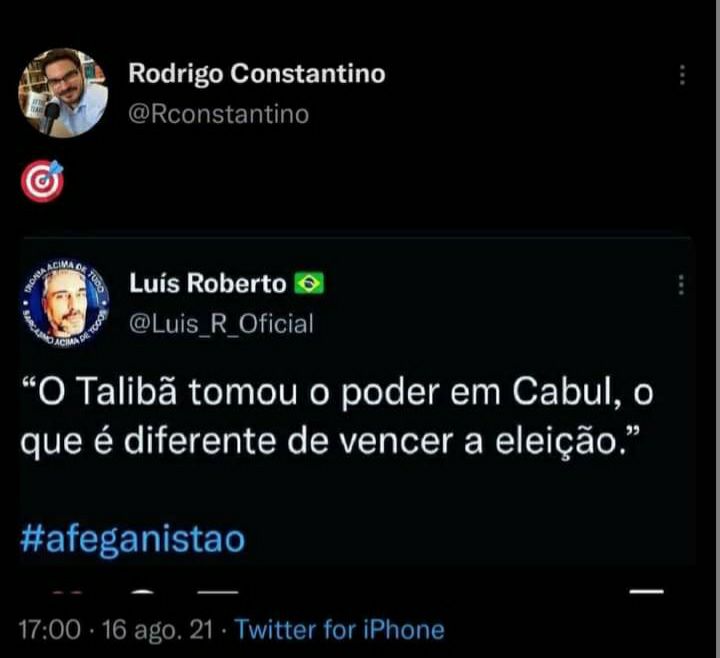 Rodrigo Constantino
@Rconstantino
Luís Roberto
@Luis_R_Oficial
IRONIA ACIMA DE TUDO
SARCASMO ACIMA DE TODOS
“O Talibã tomou o poder em Cabul, o
que é diferente de vencer a eleição.”
#afeganistao
17:00 · 16 ago. 21 · Twitter for iPhone